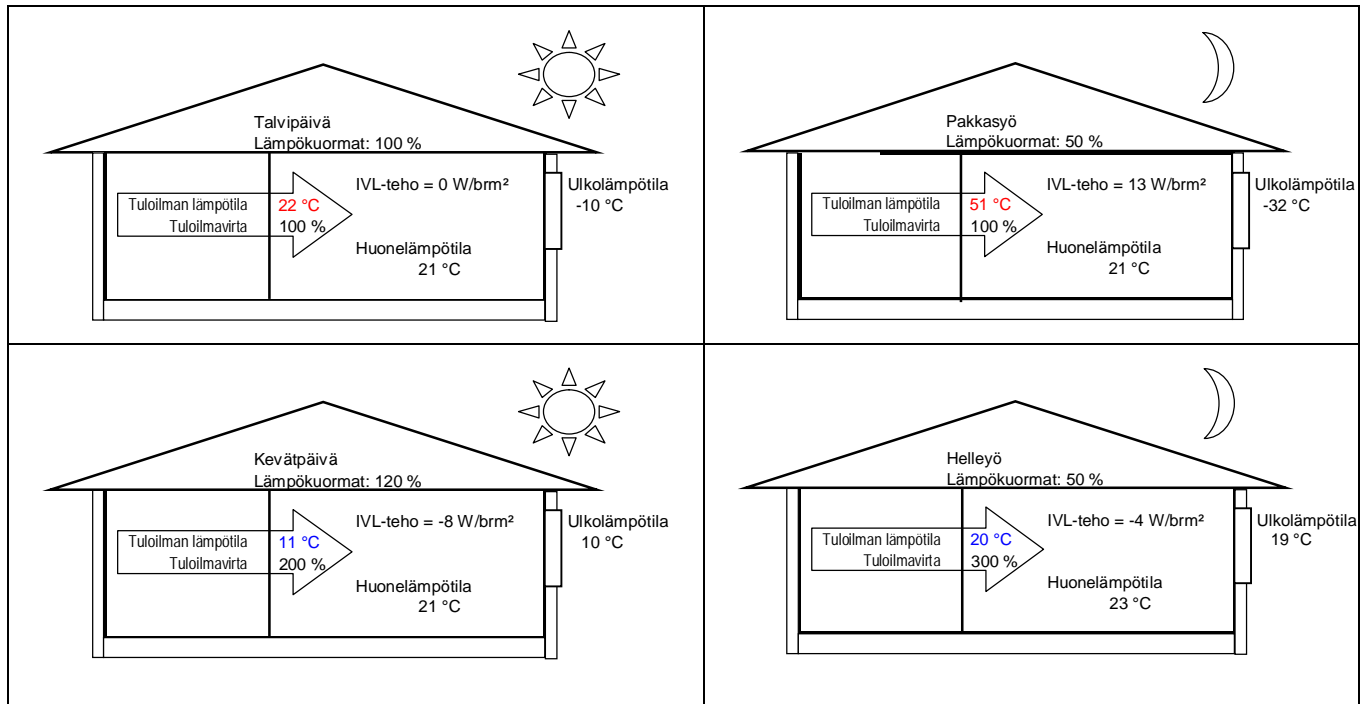 Talvipäivä
Lämpökuormat: 100 %
IVL-teho = 0 W/brm²
Tuloilman lämpötila 22 °C
Tuloilmavirta 100 %
Huonelämpötila
21 °C
Ulkolämpötila
-10 °C
Pakkasyö
Lämpökuormat: 50 %
IVL-teho = 13 W/brm²
Tuloilman lämpötila 51 °C
Tuloilmavirta 100 %
Huonelämpötila
21 °C
Ulkolämpötila
-32 °C
Kevätpäivä
Lämpökuormat: 120 %
IVL-teho = -8 W/brm²
Tuloilman lämpötila 11 °C
Tuloilmavirta 200 %
Huonelämpötila
21 °C
Ulkolämpötila
10 °C
Helleyö
Lämpökuormat: 50 %
IVL-teho = -4 W/brm²
Tuloilman lämpötila 20 °C
Tuloilmavirta 300 %
Huonelämpötila
23 °C
Ulkolämpötila
19 °C